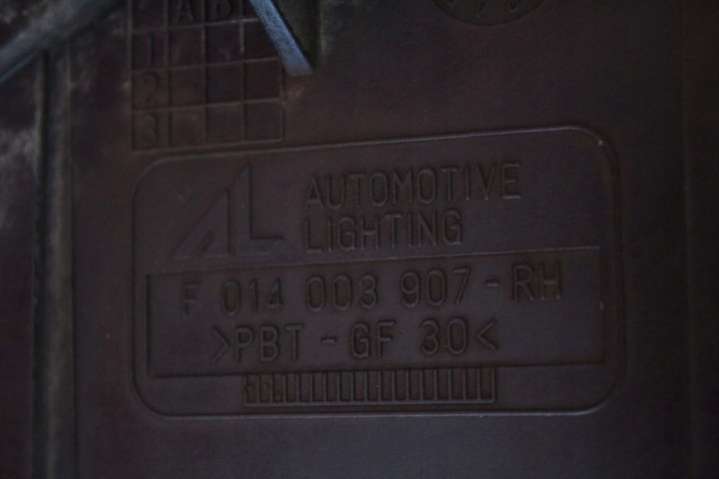 A D
1
2
3
AL AUTOMOTIVE
LIGHTING
F 014 003 907-RH
>PBT-GF 30<